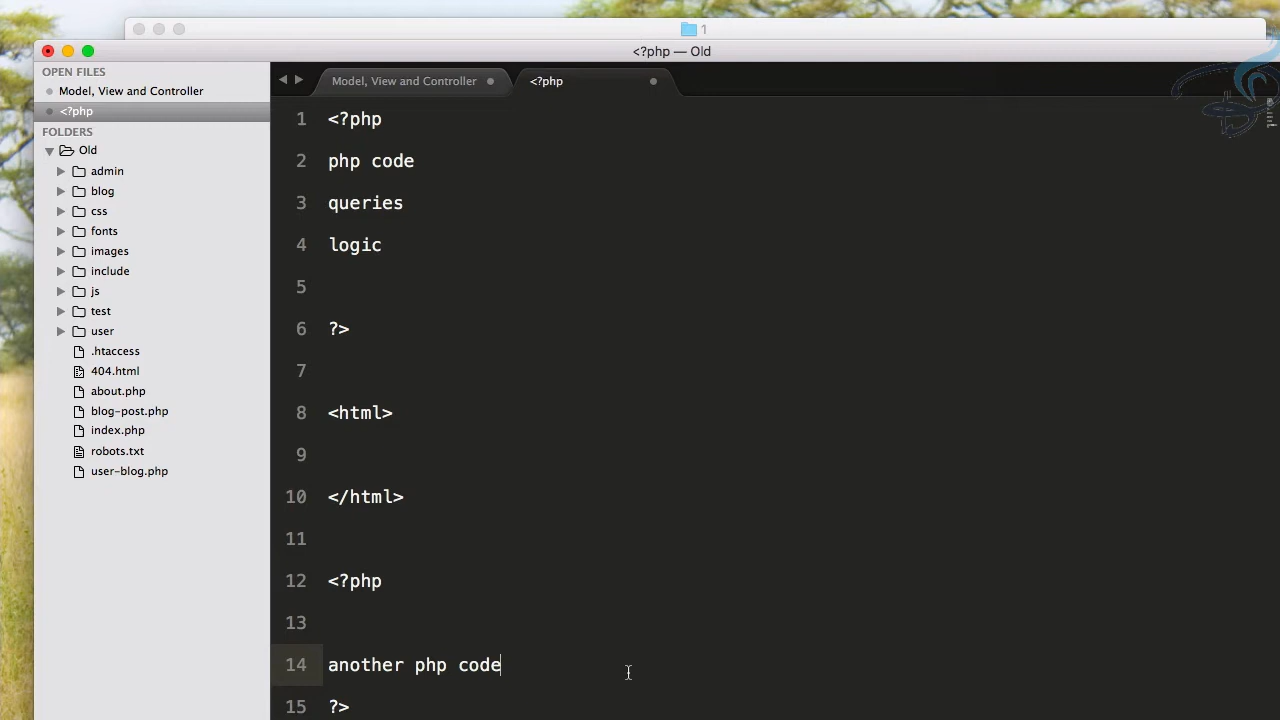 1
<?php — Old
OPEN FILES
Model, View and Controller
<?php
FOLDERS
Old
admin
blog
css
fonts
images
include
js
test
user
.htaccess
404.html
about.php
blog-post.php
index.php
robots.txt
user-blog.php
Model, View and Controller
<?php
1 <?php
2 php code
3 queries
4 logic
5
6 ?>
7
8 <html>
9
10 </html>
11
12 <?php
13
14 another php code
15 ?>